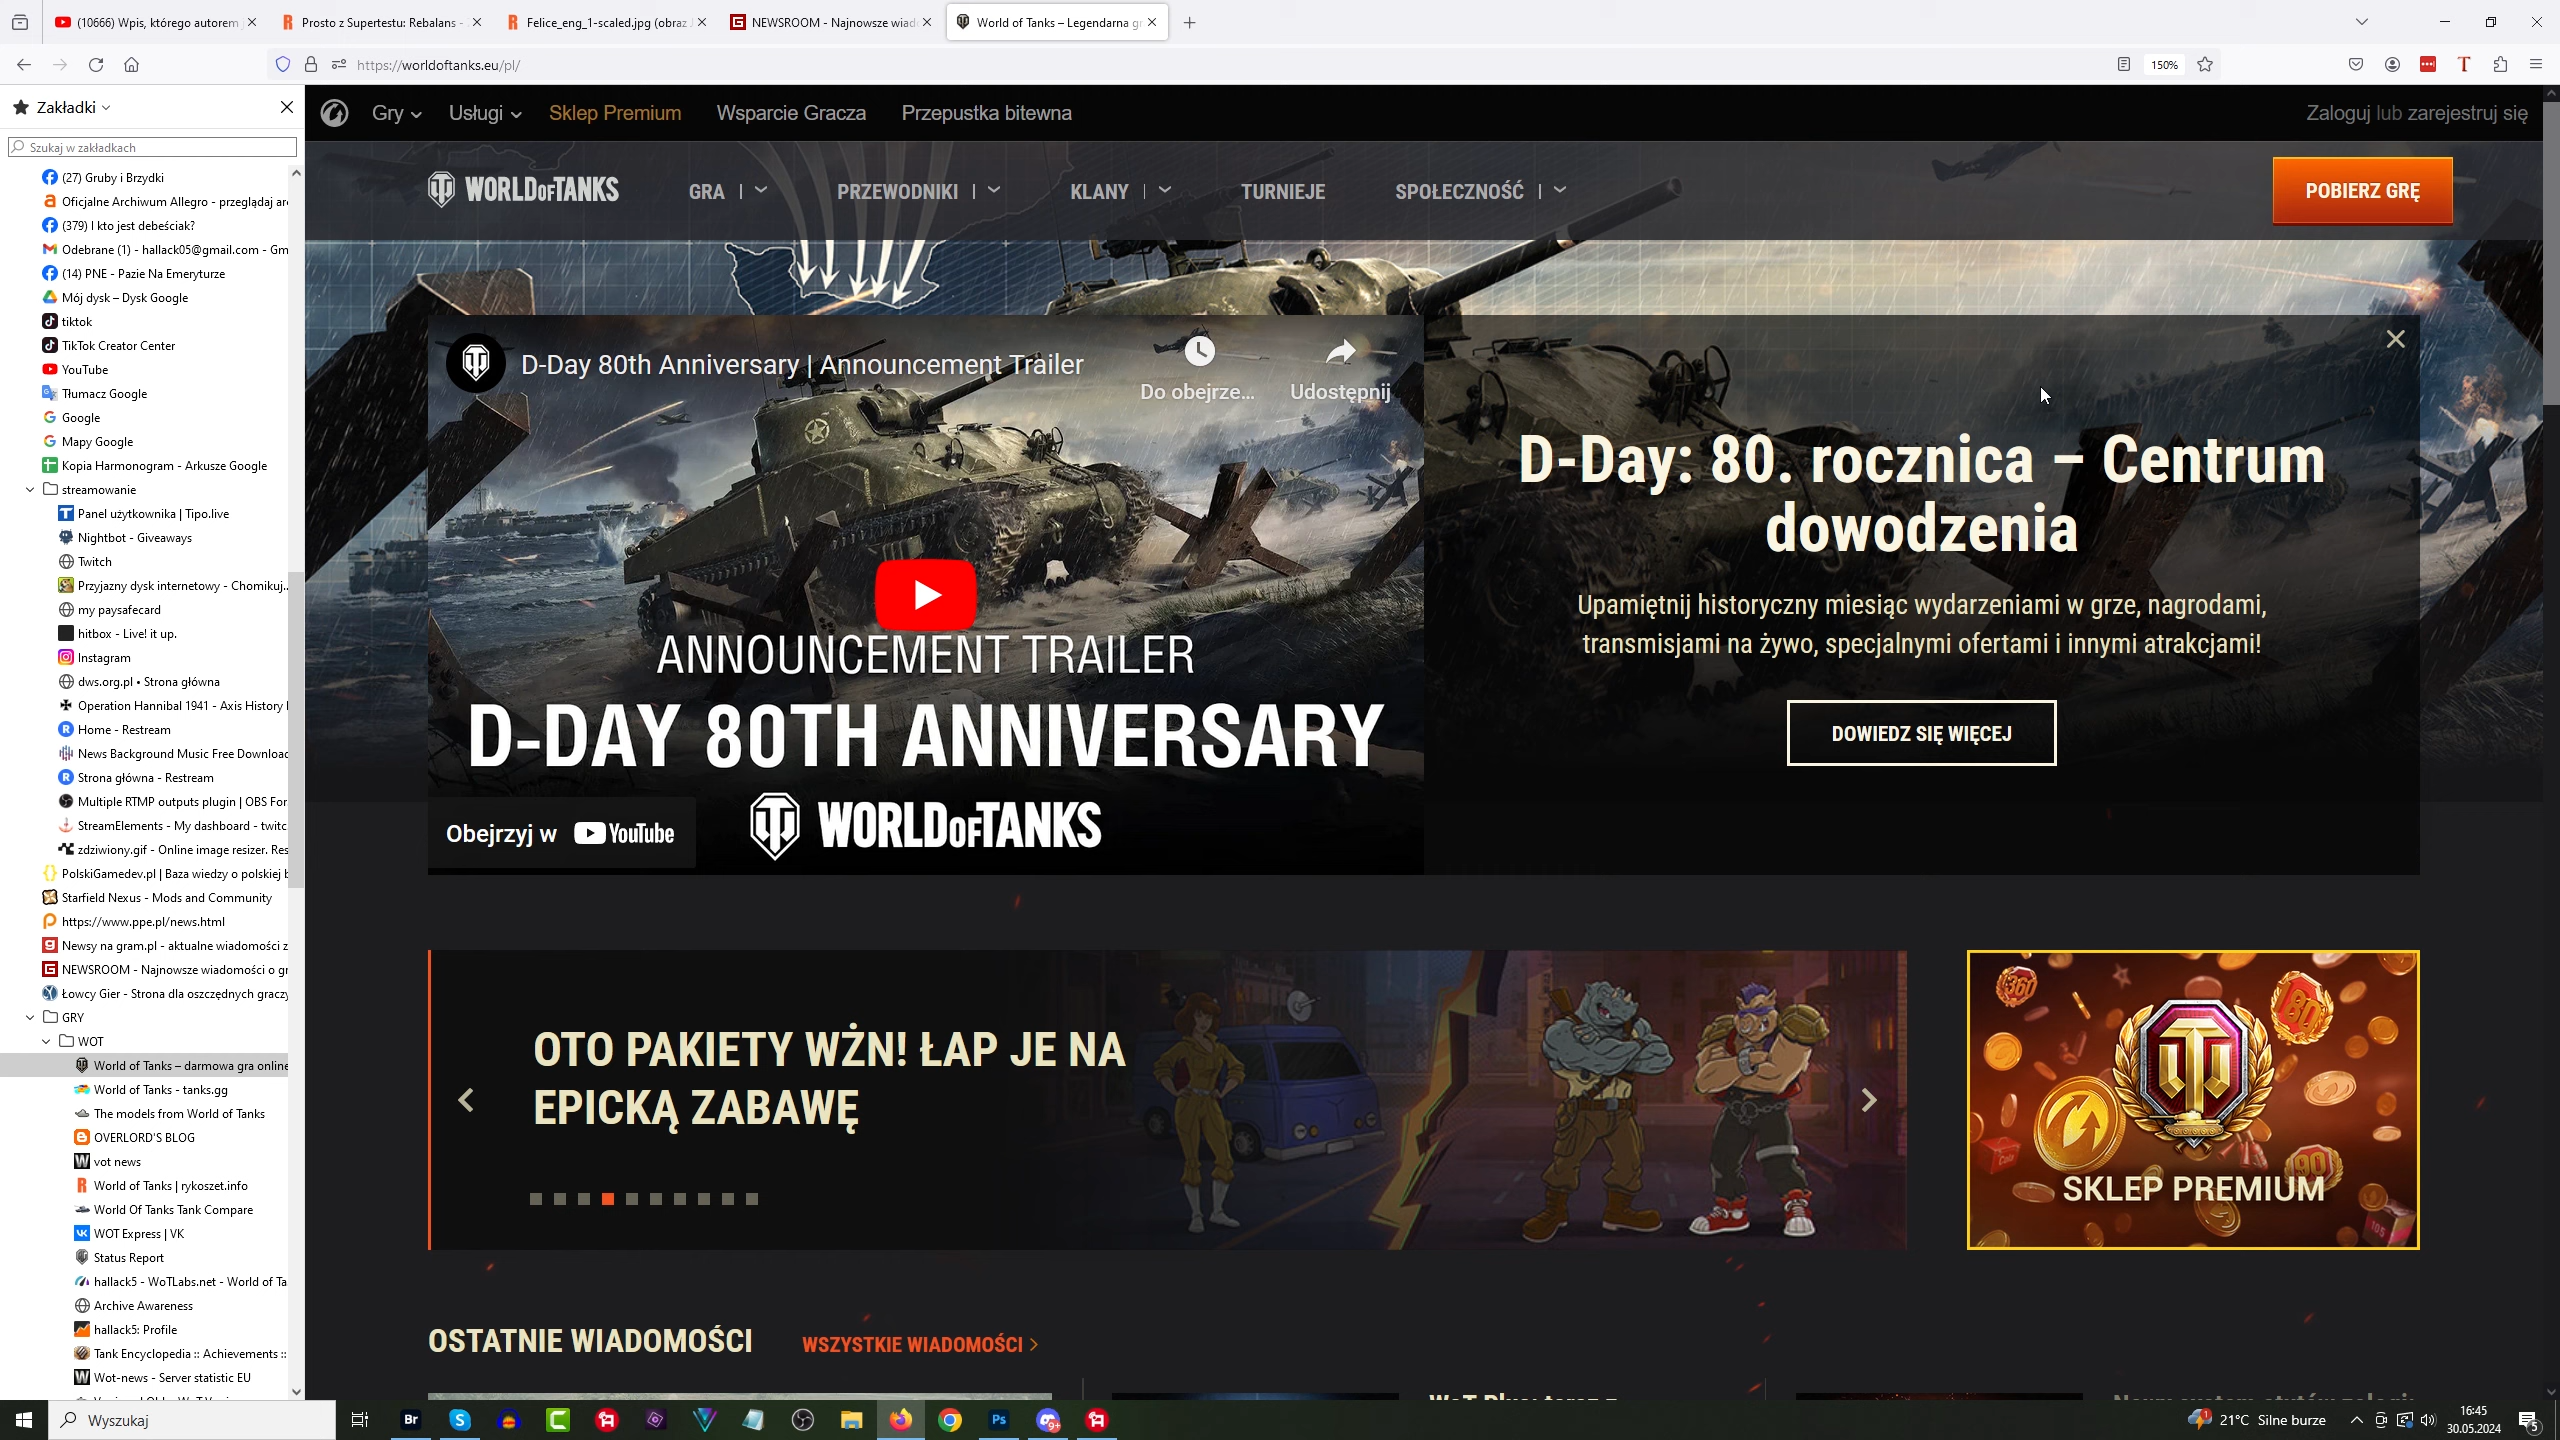 (10666) Wpis, którego autorem j
Prosto z Supertestu: Rebalans -
Felice_eng_1-scaled.jpg (obraz J
NEWSROOM - Najnowsze wiad
World of Tanks – Legendarna gr
https://worldoftanks.eu/pl/
150%
Zakładki
Szukaj w zakładkach
(27) Gruby i Brzydki
Oficjalne Archiwum Allegro - przeglądaj arc
(379) I kto jest debeściak?
Odebrane (1) - hallack05@gmail.com - Gm
(14) PNE - Pazie Na Emeryturze
Mój dysk – Dysk Google
tiktok
TikTok Creator Center
YouTube
Tłumacz Google
Google
Mapy Google
Kopia Harmonogram - Arkusze Google
streamowanie
Panel użytkownika | Tipo.live
Nightbot - Giveaways
Twitch
Przyjazny dysk internetowy - Chomikuj...
my paysafecard
hitbox - Live! it up.
Instagram
dws.org.pl • Strona główna
Operation Hannibal 1941 - Axis History
Home - Restream
News Background Music Free Downloac
Strona główna - Restream
Multiple RTMP outputs plugin | OBS For
StreamElements - My dashboard - twitc
zdziwiony.gif - Online image resizer. Res
PolskiGamedev.pl | Baza wiedzy o polskiej b
Starfield Nexus - Mods and Community
https://www.ppe.pl/news.html
Newsy na gram.pl - aktualne wiadomości z
NEWSROOM - Najnowsze wiadomości o gr
Łowcy Gier - Strona dla oszczędnych graczy
GRY
WOT
World of Tanks – darmowa gra online
World of Tanks - tanks.gg
The models from World of Tanks
OVERLORD'S BLOG
vot news
World of Tanks | rykoszet.info
World Of Tanks Tank Compare
WOT Express | VK
Status Report
hallack5 - WoTLabs.net - World of Ta
Archive Awareness
hallack5: Profile
Tank Encyclopedia :: Achievements ::
Wot-news - Server statistic EU
Gry
Usługi
Sklep Premium
Wsparcie Gracza
Przepustka bitewna
Zaloguj lub zarejestruj się
WORLD OF TANKS
GRA
PRZEWODNIKI
KLANY
TURNIEJE
SPOŁECZNOŚĆ
POBIERZ GRĘ
D-Day 80th Anniversary | Announcement Trailer
Do obejrze...
Udostępnij
ANNOUNCEMENT TRAILER
D-DAY 80TH ANNIVERSARY
WORLD OF TANKS
Obejrzyj w YouTube
D-Day: 80. rocznica – Centrum
dowodzenia
Upamiętnij historyczny miesiąc wydarzeniami w grze, nagrodami,
transmisjami na żywo, specjalnymi ofertami i innymi atrakcjami!
DOWIEDZ SIĘ WIĘCEJ
OTO PAKIETY WŻN! ŁAP JE NA
EPICKĄ ZABAWĘ
360
80
90
105
SKLEP PREMIUM
OSTATNIE WIADOMOŚCI
WSZYSTKIE WIADOMOŚCI
Wyszukaj
Br
Ps
9+
1
21°C Silne burze
16:45
30.05.2024
5